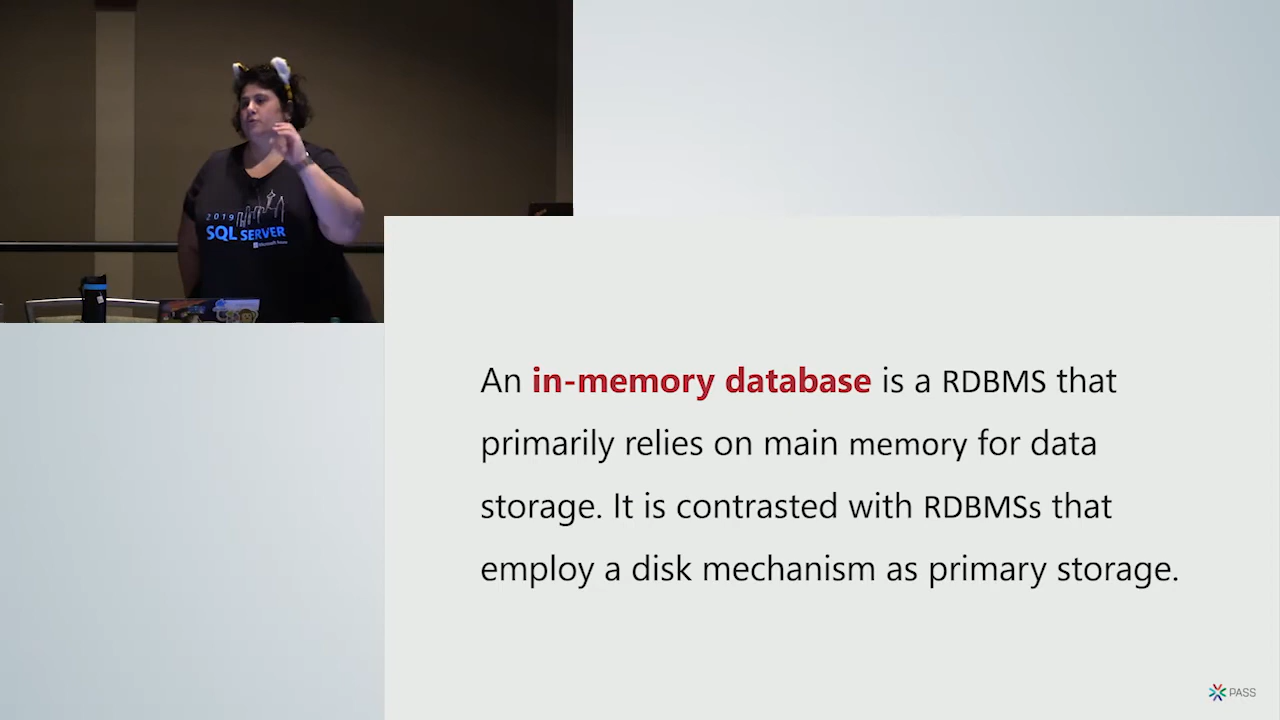 2019
SQL SERVER
Microsoft
An in-memory database is a RDBMS that
primarily relies on main memory for data
storage. It is contrasted with RDBMSs that
employ a disk mechanism as primary storage.
PASS